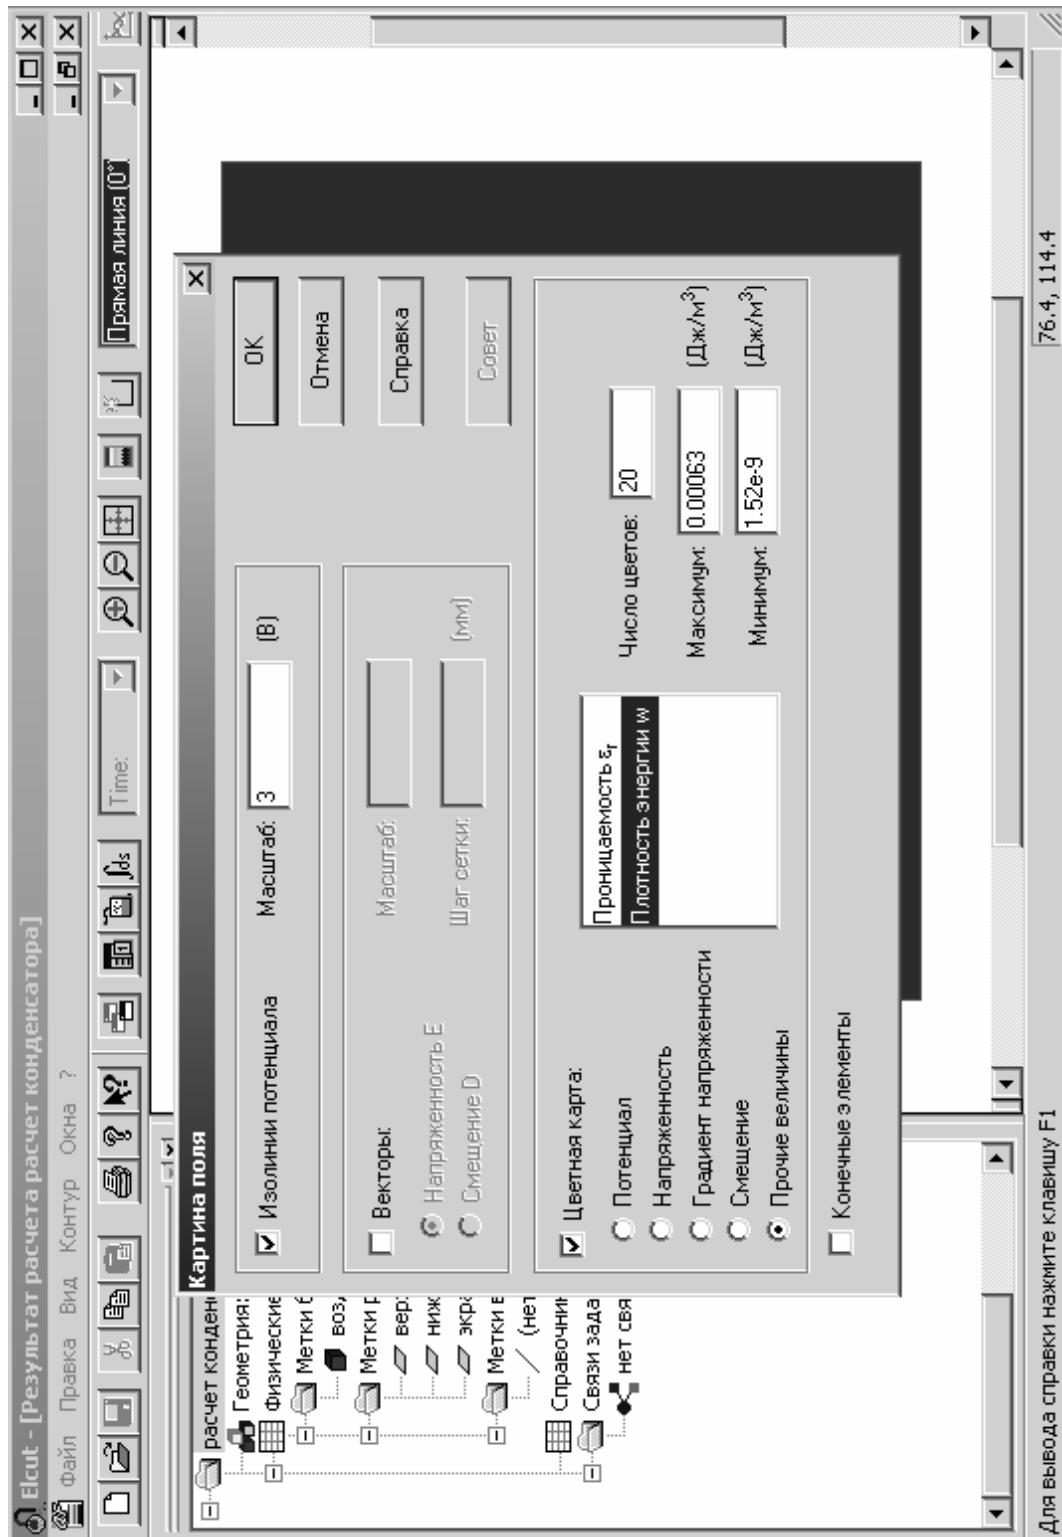 Elcut - [Результат расчета расчет конденсатора]
Файл Правка Вид Контур Окна ?
Time:
Прямая линия (0°)
расчет конден
Геометрия:
Физические
Метки б
воз,
Метки р
вер
ниж
экра
Метки в
(нет
Справочни
Связи зада
нет свя
Картина поля
Изолинии потенциала
Масштаб: 3 (В)
Векторы:
Напряженность E
Смещение D
Масштаб:
Шаг сетки: (мм)
Цветная карта:
Потенциал
Напряженность
Градиент напряженности
Смещение
Прочие величины
Проницаемость εr
Плотность энергии w
Число цветов: 20
Максимум: 0.00063 (Дж/м³)
Минимум: 1.52e-9 (Дж/м³)
Конечные элементы
OK
Отмена
Справка
Совет
Для вывода справки нажмите клавишу F1
76.4, 114.4